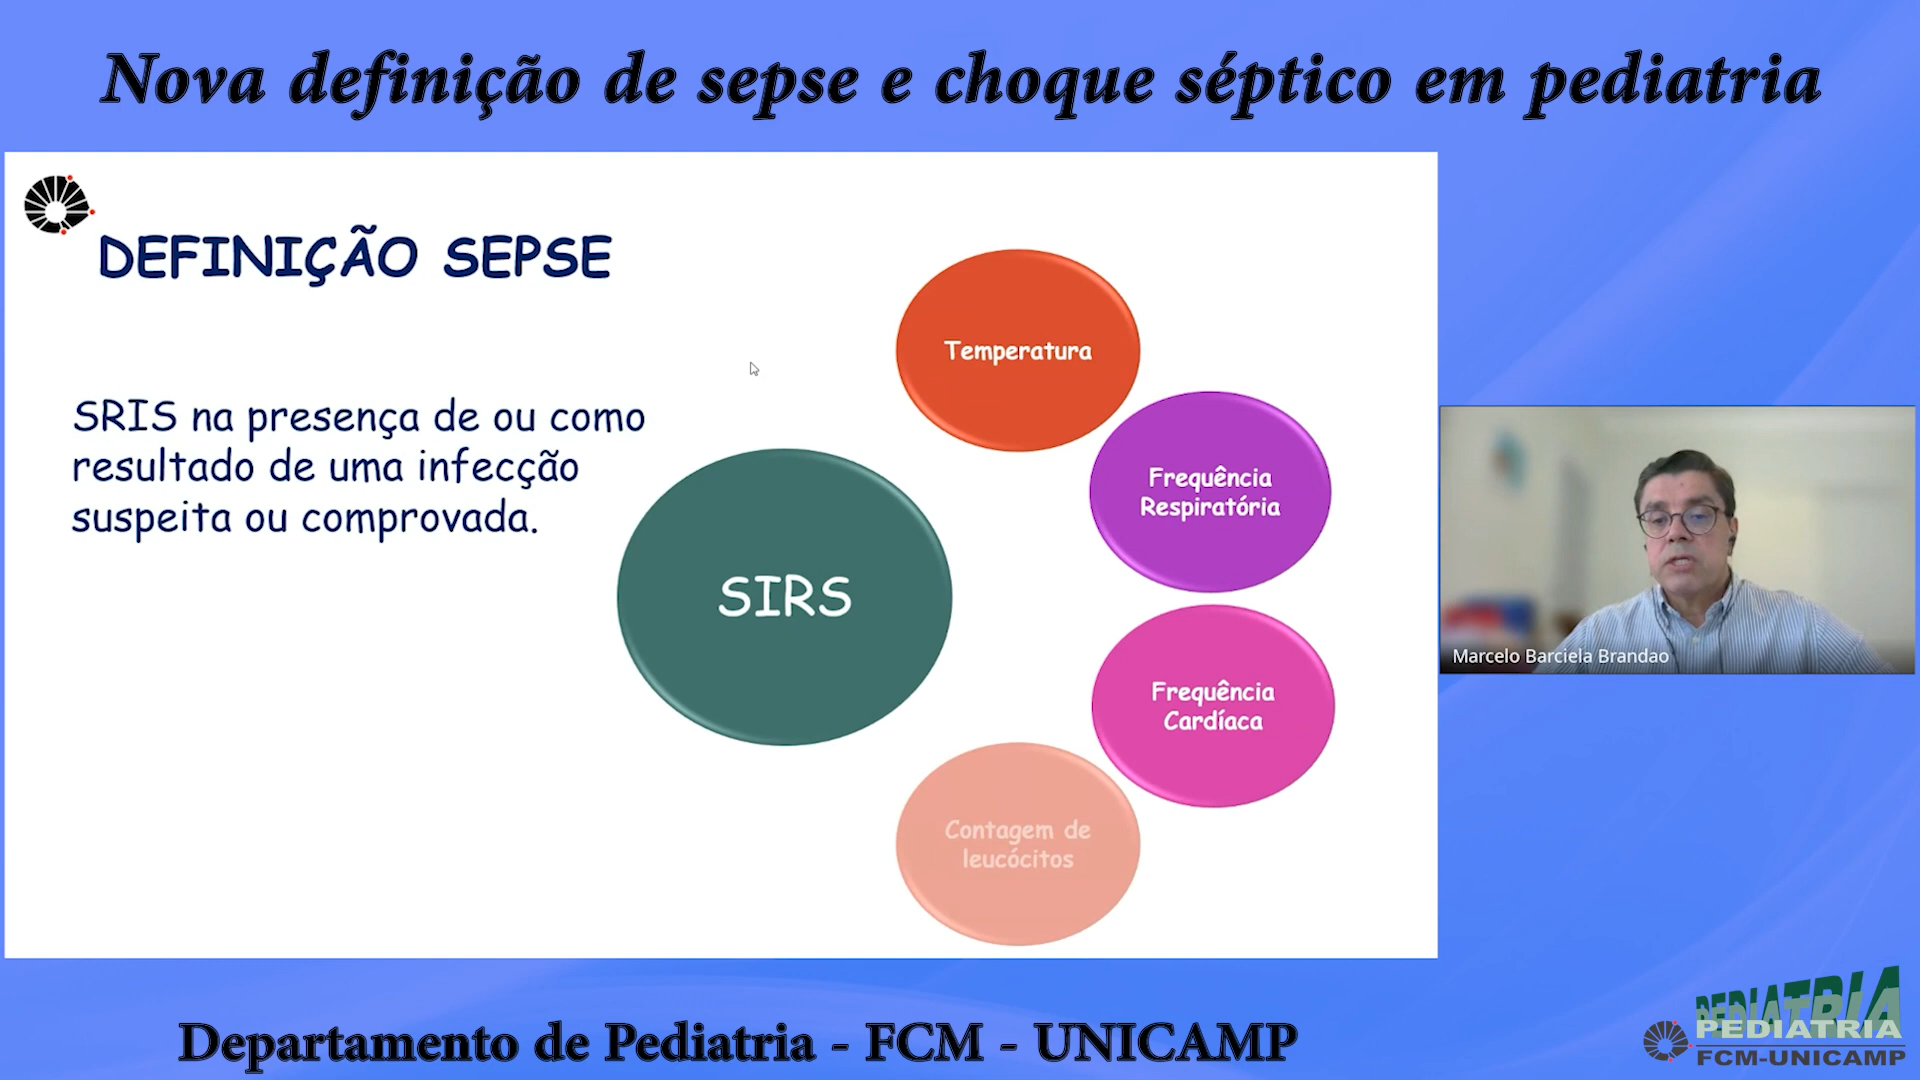 Nova definição de sepse e choque séptico em pediatria
DEFINIÇÃO SEPSE
SRIS na presença de ou como
resultado de uma infecção
suspeita ou comprovada.
SIRS
Temperatura
Frequência
Respiratória
Frequência
Cardíaca
Contagem de
leucócitos
Marcelo Barciela Brandao
Departamento de Pediatria - FCM - UNICAMP
PEDIATRIA
PEDIATRIA
FCM-UNICAMP